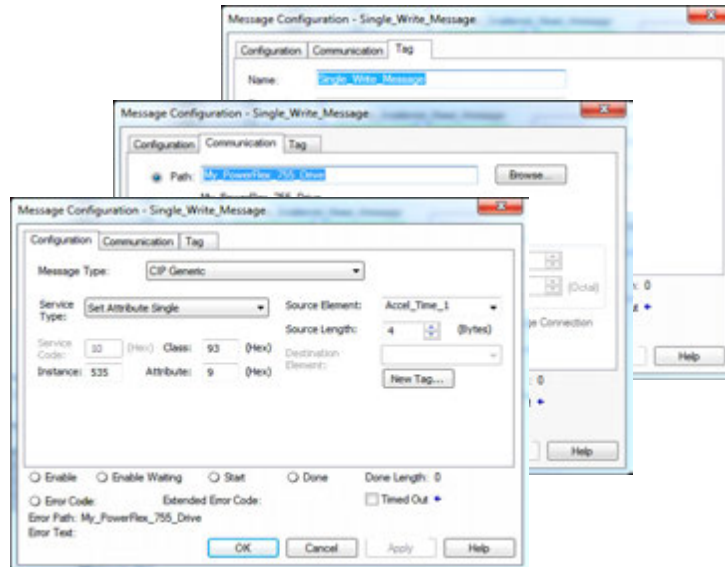 Message Configuration - Single_Write_Message
Configuration Communication Tag
Name: Single_Write_Message
Message Configuration - Single_Write_Message
Configuration Communication Tag
Path: My_PowerFlex_755_Drive Browse...
My_PowerFlex_755_Drive
(Octal)
Connection
0
Help
0
Help
Message Configuration - Single_Write_Message
Configuration Communication Tag
Message Type: CIP Generic
Service Type: Set Attribute Single Source Element: Accel_Time_1
Source Length: 4 (Bytes)
Service Code: 10 (Hex) Class: 93 (Hex) Destination Element:
Instance: 535 Attribute: 9 (Hex) New Tag...
Enable Enable Waiting Start Done Done Length: 0
Error Code: Extended Error Code: Timed Out
Error Path: My_PowerFlex_755_Drive
Error Text:
OK Cancel Apply Help